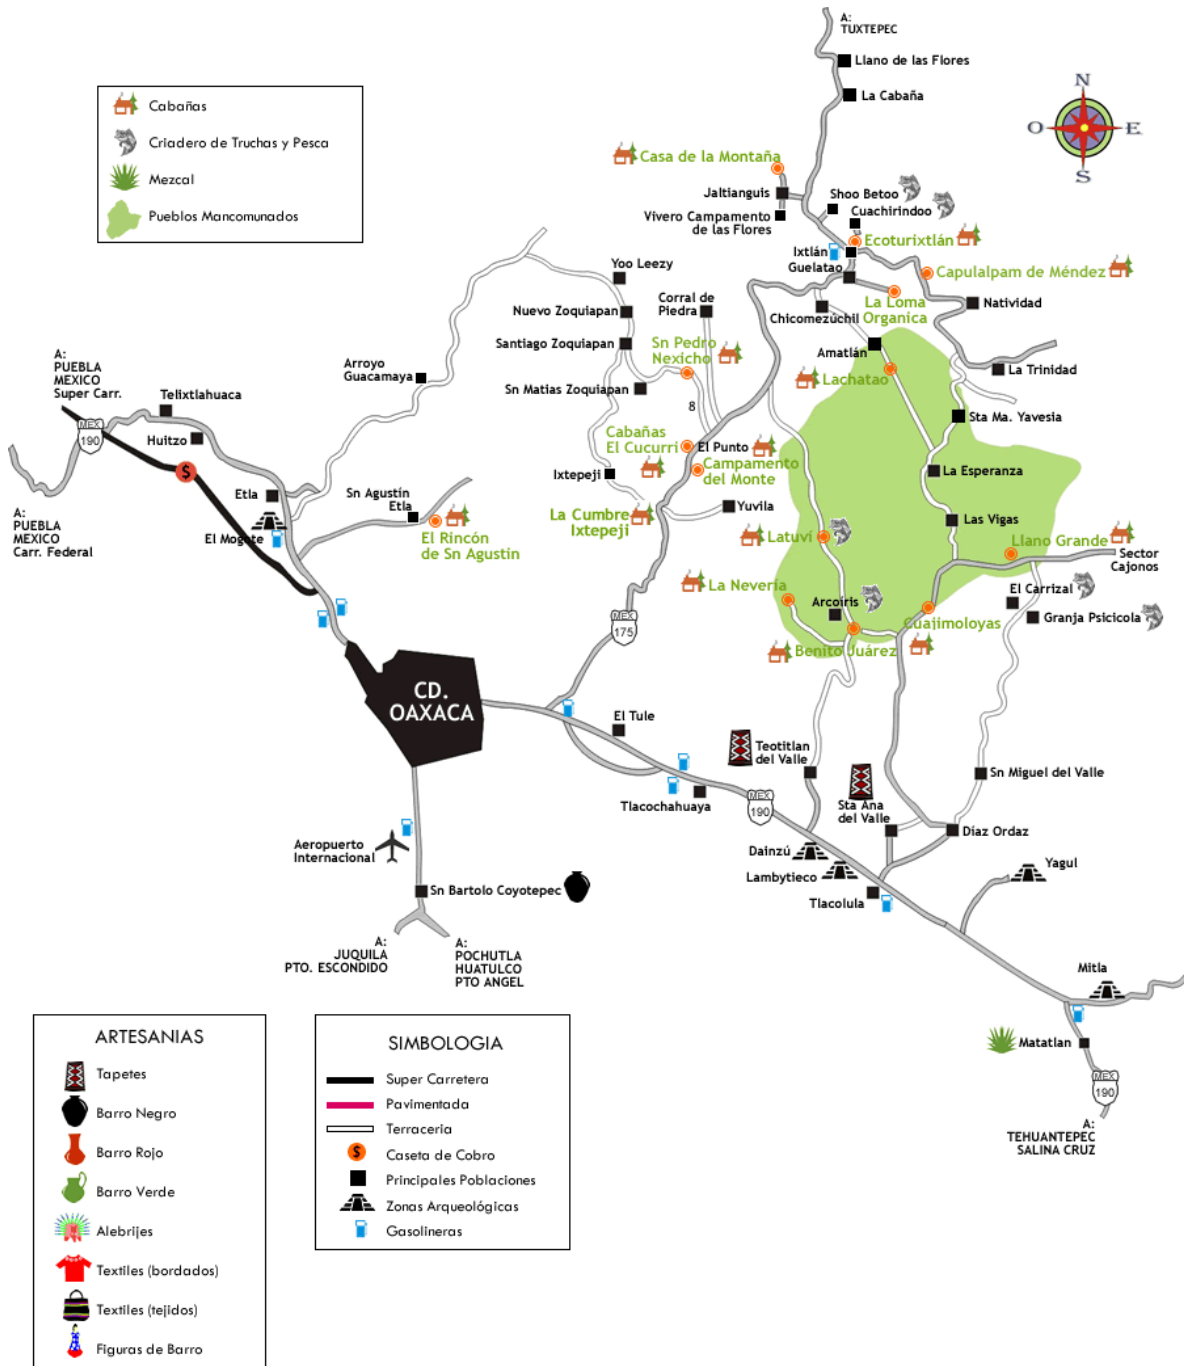 A:
TUXTEPEC
Llano de las Flores
La Cabaña
N
O
E
S
Cabañas
Criadero de Truchas y Pesca
Mezcal
Pueblos Mancomunados
Casa de la Montaña
Jaltianguis
Shoo Betoo
Cuachirindoo
Vivero Campamento
de las Flores
Ecoturixtlán
Ixtlán
Guelatao
Capulalpam de Méndez
Yoo Leezy
La Loma
Organica
Natividad
Nuevo Zoquiapan
Corral de
Piedra
Chicomezúchil
Santiago Zoquiapan
Sn Pedro
Nexicho
Amatlán
A:
PUEBLA
MEXICO
Super Carr.
Arroyo
Guacamaya
La Trinidad
Lachatao
Sn Matias Zoquiapan
Telixtlahuaca
8
Sta Ma. Yavesia
MEX
190
Huitzo
Cabañas
El Cucurri
El Punto
$
Campamento
del Monte
La Esperanza
Ixtepeji
Etla
Sn Agustín
Etla
La Cumbre
Ixtepeji
Yuvila
Las Vigas
A:
PUEBLA
MEXICO
Carr. Federal
El Mogote
El Rincón
de Sn Agustin
Latuví
Llano Grande
Sector
Cajonos
La Nevería
Arcoíris
El Carrizal
Granja Psicicola
Cuajimoloyas
MEX
175
Benito Juárez
CD.
OAXACA
El Tule
Teotitlan
del Valle
Sn Miguel del Valle
Tlacochahuaya
MEX
190
Sta Ana
del Valle
Díaz Ordaz
Aeropuerto
Internacional
Dainzú
Lambytieco
Yagul
Sn Bartolo Coyotepec
Tlacolula
A:
JUQUILA
PTO. ESCONDIDO
A:
POCHUTLA
HUATULCO
PTO ANGEL
Mitla
Matatlan
MEX
190
A:
TEHUANTEPEC
SALINA CRUZ
ARTESANIAS
Tapetes
Barro Negro
Barro Rojo
Barro Verde
Alebrijes
Textiles (bordados)
Textiles (tejidos)
Figuras de Barro
SIMBOLOGIA
Super Carretera
Pavimentada
Terraceria
$
Caseta de Cobro
Principales Poblaciones
Zonas Arqueológicas
Gasolineras